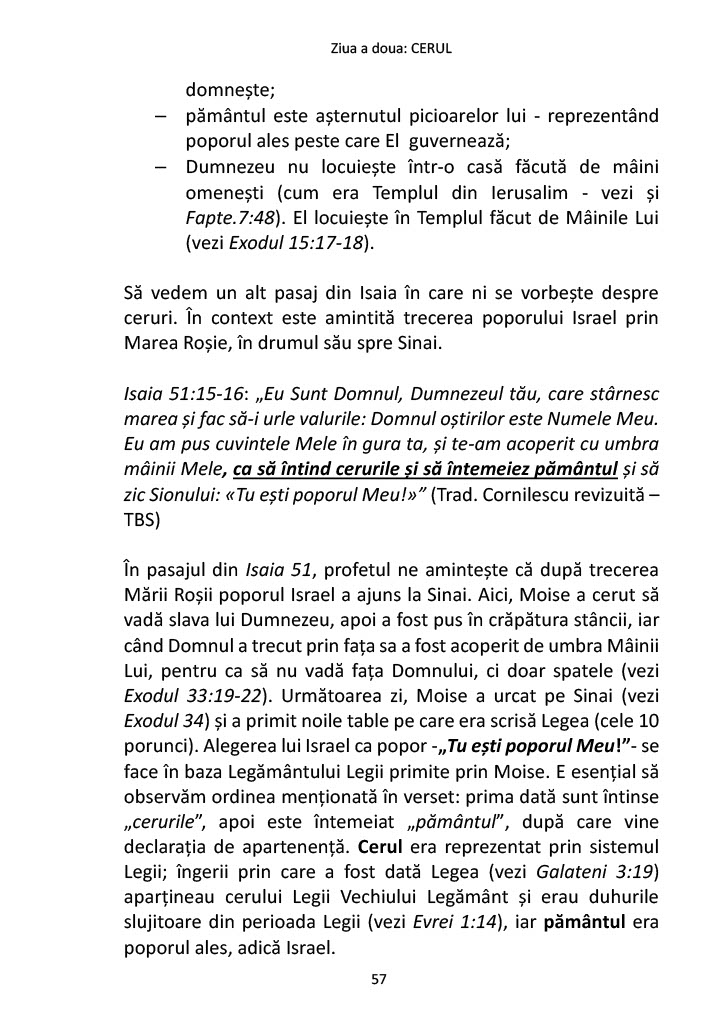 Ziua a doua: CERUL
domnește;
– pământul este așternutul picioarelor lui - reprezentând
poporul ales peste care El guvernează;
– Dumnezeu nu locuiește într-o casă făcută de mâini
omenești (cum era Templul din Ierusalim - vezi și
Fapte.7:48). El locuiește în Templul făcut de Mâinile Lui
(vezi Exodul 15:17-18).
Să vedem un alt pasaj din Isaia în care ni se vorbește despre
ceruri. În context este amintită trecerea poporului Israel prin
Marea Roșie, în drumul său spre Sinai.
Isaia 51:15-16: „Eu Sunt Domnul, Dumnezeul tău, care stârnesc
marea și fac să-i urle valurile: Domnul oștirilor este Numele Meu.
Eu am pus cuvintele Mele în gura ta, și te-am acoperit cu umbra
mâinii Mele, ca să întind cerurile și să întemeiez pământul și să
zic Sionului: «Tu ești poporul Meu!»” (Trad. Cornilescu revizuită –
TBS)
În pasajul din Isaia 51, profetul ne amintește că după trecerea
Mării Roșii poporul Israel a ajuns la Sinai. Aici, Moise a cerut să
vadă slava lui Dumnezeu, apoi a fost pus în crăpătura stâncii, iar
când Domnul a trecut prin fața sa a fost acoperit de umbra Mâinii
Lui, pentru ca să nu vadă fața Domnului, ci doar spatele (vezi
Exodul 33:19-22). Următoarea zi, Moise a urcat pe Sinai (vezi
Exodul 34) și a primit noile table pe care era scrisă Legea (cele 10
porunci). Alegerea lui Israel ca popor -„Tu ești poporul Meu!”- se
face în baza Legământului Legii primite prin Moise. E esențial să
observăm ordinea menționată în verset: prima dată sunt întinse
„cerurile”, apoi este întemeiat „pământul”, după care vine
declarația de apartenență. Cerul era reprezentat prin sistemul
Legii; îngerii prin care a fost dată Legea (vezi Galateni 3:19)
aparțineau cerului Legii Vechiului Legământ și erau duhurile
slujitoare din perioada Legii (vezi Evrei 1:14), iar pământul era
poporul ales, adică Israel.
57